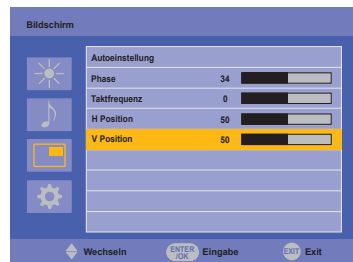 Bildschirm
Autoeinstellung
Phase 34
Taktfrequenz 0
H Position 50
V Position 50
Wechseln ENTER /OK Eingabe EXIT Exit